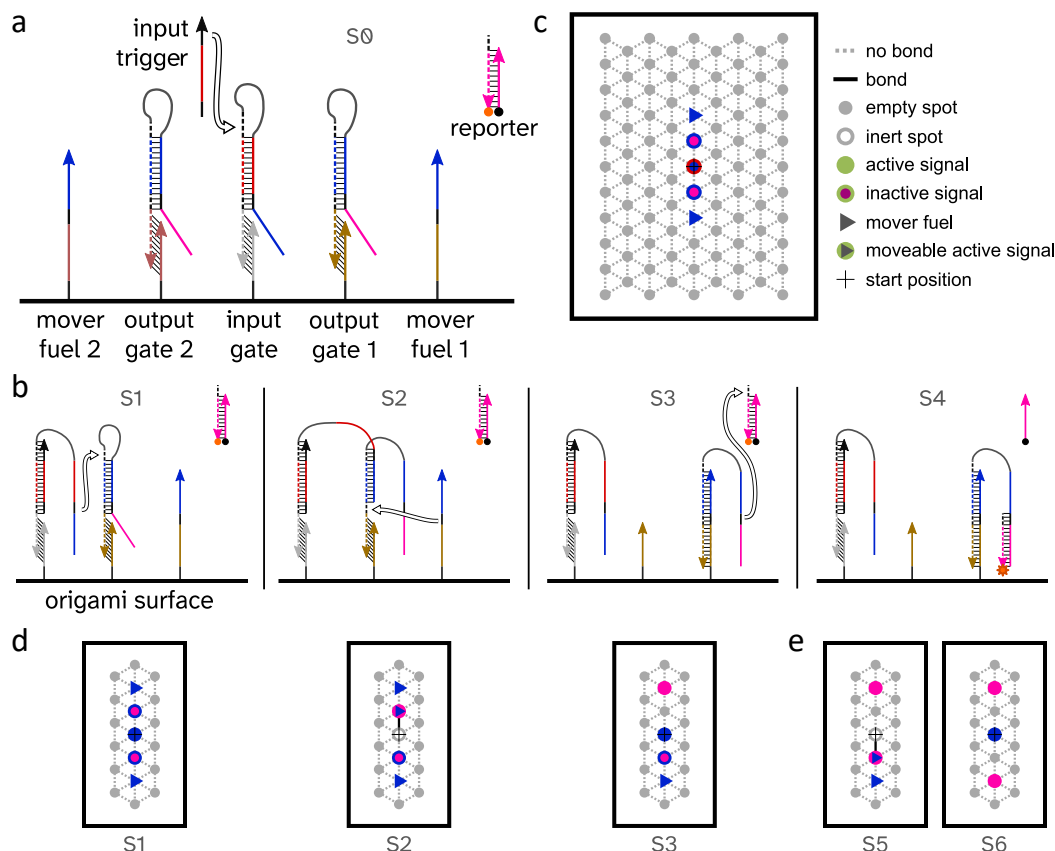 a
input
trigger
S0
reporter
mover
fuel 2
output
gate 2
input
gate
output
gate 1
mover
fuel 1
c
no bond
bond
empty spot
inert spot
active signal
inactive signal
mover fuel
moveable active signal
start position
b
S1
S2
S3
S4
origami surface
d
S1
S2
S3
e
S5
S6